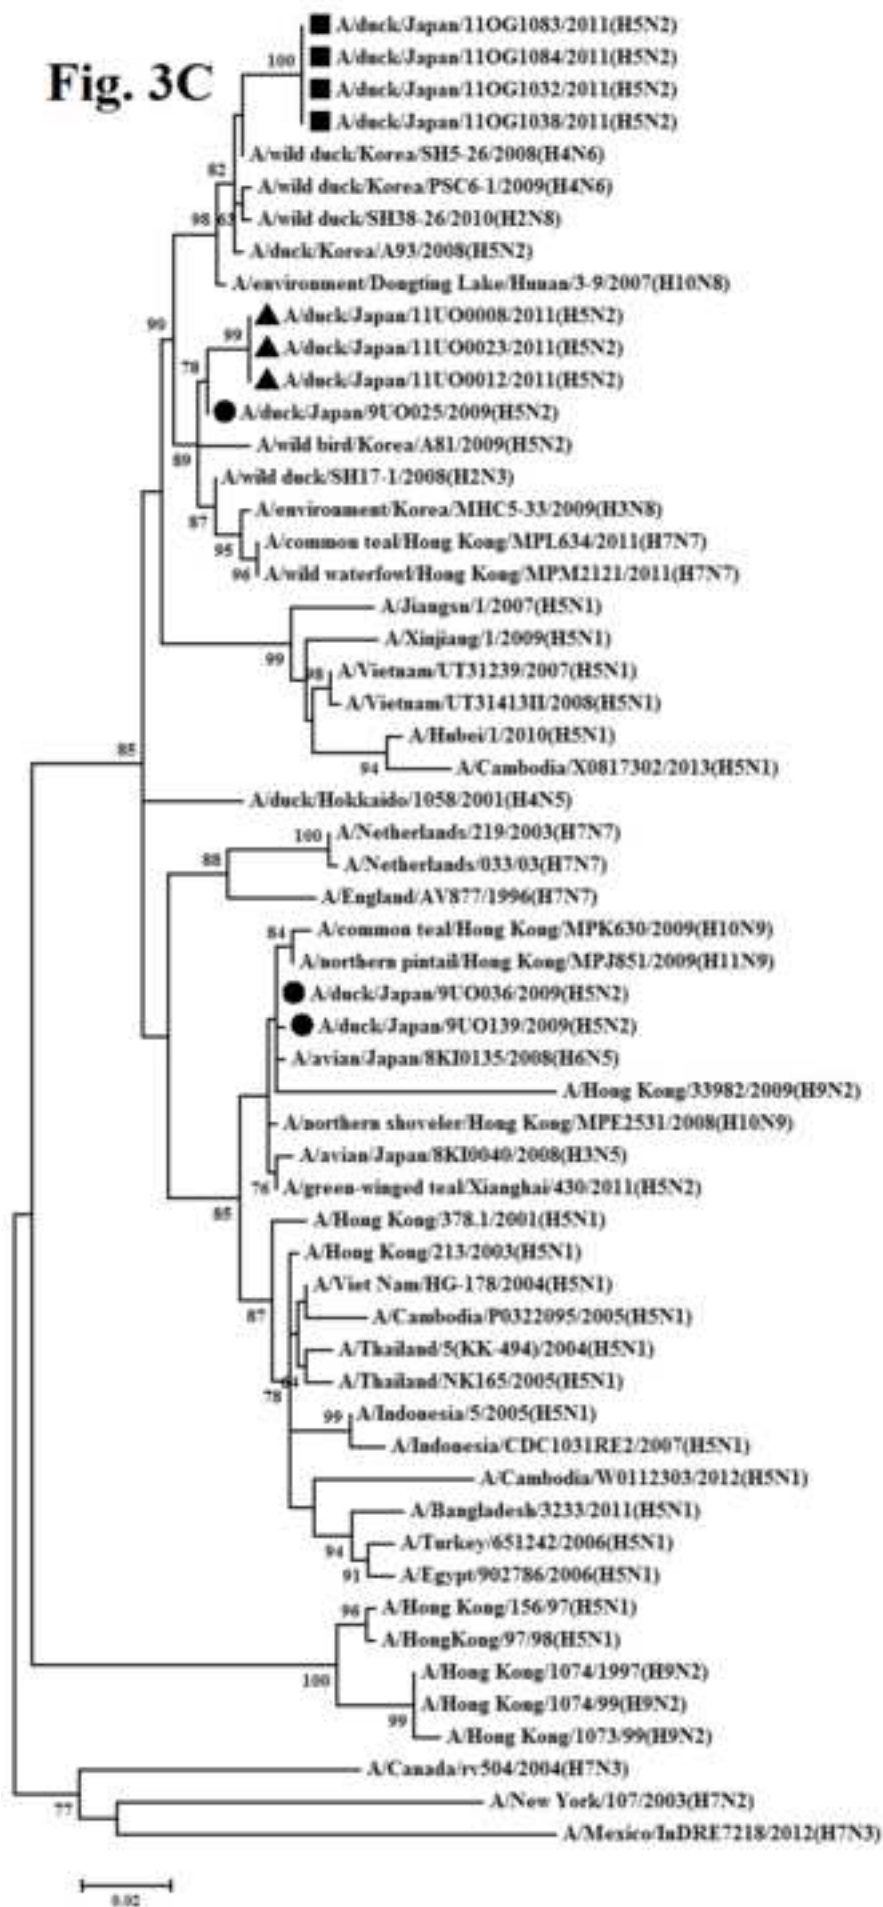 Fig. 3C
A/duck/Japan/11OG1083/2011(H5N2)
A/duck/Japan/11OG1084/2011(H5N2)
100
A/duck/Japan/11OG1032/2011(H5N2)
A/duck/Japan/11OG1038/2011(H5N2)
A/wild duck/Korea/SH5-26/2008(H4N6)
82
A/wild duck/Korea/PSC6-1/2009(H4N6)
98 63
A/wild duck/SH38-26/2010(H2N8)
A/duck/Korea/A93/2008(H5N2)
A/environment/Dongting Lake/Hunan/3-9/2007(H10N8)
A/duck/Japan/11UO0008/2011(H5N2)
99
99
A/duck/Japan/11UO0023/2011(H5N2)
78
A/duck/Japan/11UO0012/2011(H5N2)
A/duck/Japan/9UO025/2009(H5N2)
A/wild bird/Korea/A81/2009(H5N2)
89
A/wild duck/SH17-1/2008(H2N3)
A/environment/Korea/MHC5-33/2009(H3N8)
87
A/common teal/Hong Kong/MPL634/2011(H7N7)
95
A/wild waterfowl/Hong Kong/MPM2121/2011(H7N7)
96
A/Jiangsu/1/2007(H5N1)
A/Xinjiang/1/2009(H5N1)
99
A/Vietnam/UT31239/2007(H5N1)
98
A/Vietnam/UT31413II/2008(H5N1)
A/Hubei/1/2010(H5N1)
85
A/Cambodia/X0817302/2013(H5N1)
94
A/duck/Hokkaido/1058/2001(H4N5)
A/Netherlands/219/2003(H7N7)
100
A/Netherlands/033/03(H7N7)
88
A/England/AV877/1996(H7N7)
A/common teal/Hong Kong/MPK630/2009(H10N9)
84
A/northern pintail/Hong Kong/MPJ851/2009(H11N9)
A/duck/Japan/9UO036/2009(H5N2)
A/duck/Japan/9UO139/2009(H5N2)
A/avian/Japan/8KI0135/2008(H6N5)
A/Hong Kong/33982/2009(H9N2)
A/northern shoveler/Hong Kong/MPE2531/2008(H10N9)
A/avian/Japan/8KI0040/2008(H3N5)
A/green-winged teal/Xianghai/430/2011(H5N2)
76
85
A/Hong Kong/378.1/2001(H5N1)
A/Hong Kong/213/2003(H5N1)
A/Viet Nam/HG-178/2004(H5N1)
87
A/Cambodia/P0322095/2005(H5N1)
A/Thailand/5(KK-494)/2004(H5N1)
A/Thailand/NK165/2005(H5N1)
64
78
A/Indonesia/5/2005(H5N1)
99
A/Indonesia/CDC1031RE2/2007(H5N1)
A/Cambodia/W0112303/2012(H5N1)
A/Bangladesh/3233/2011(H5N1)
A/Turkey/651242/2006(H5N1)
94
A/Egypt/902786/2006(H5N1)
91
A/Hong Kong/156/97(H5N1)
96
A/HongKong/97/98(H5N1)
A/Hong Kong/1074/1997(H9N2)
100
A/Hong Kong/1074/99(H9N2)
99
A/Hong Kong/1073/99(H9N2)
A/Canada/rv504/2004(H7N3)
A/New York/107/2003(H7N2)
77
A/Mexico/InDRE7218/2012(H7N3)
0.02